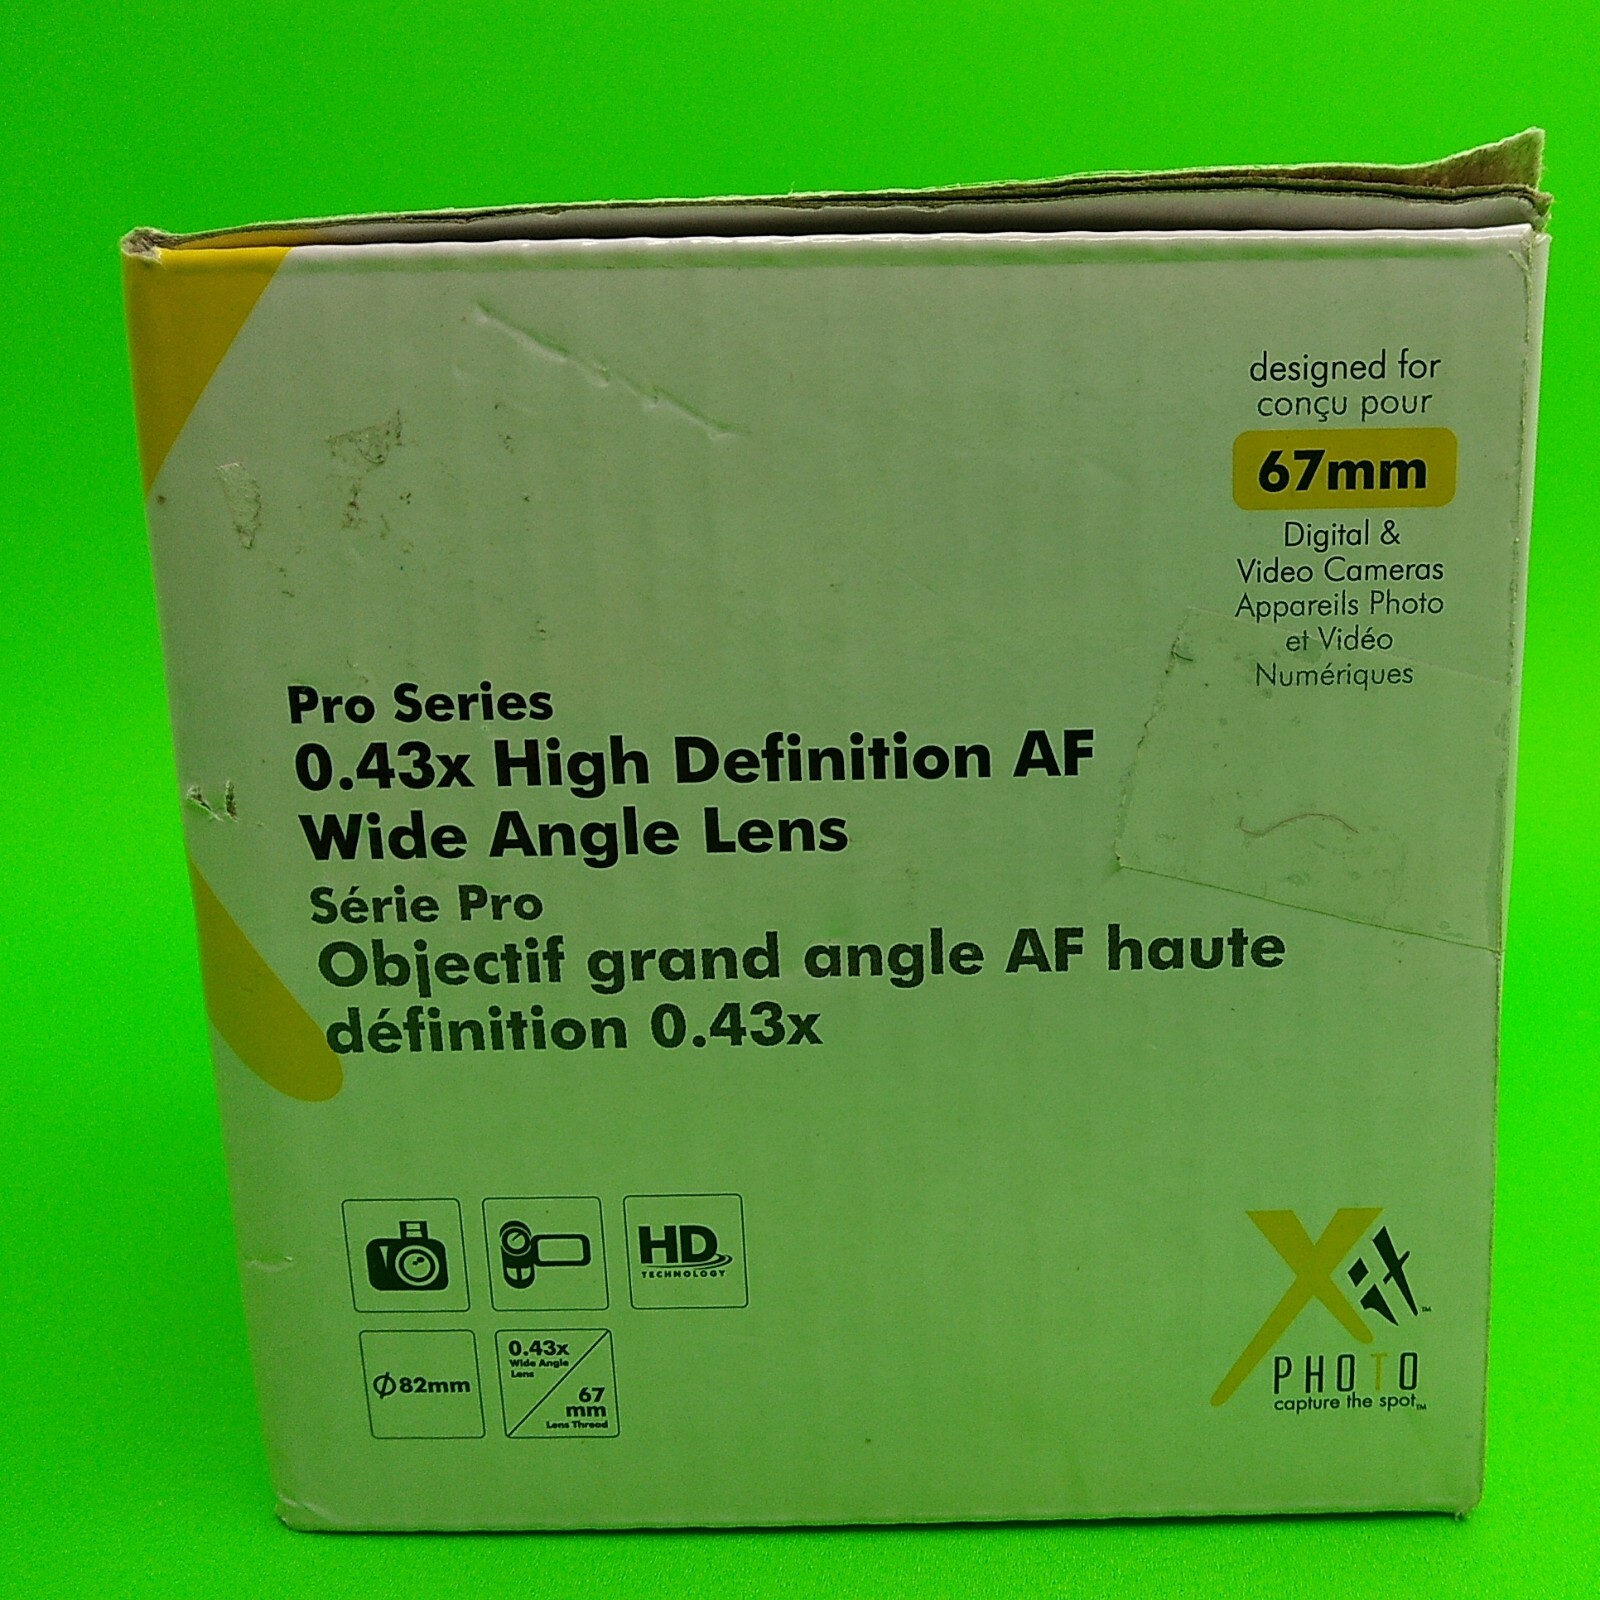 designed for
conçu pour
67mm
Digital &
Video Cameras
Appareils Photo
et Vidéo
Numériques
Pro Series
0.43x High Definition AF
Wide Angle Lens
Série Pro
Objectif grand angle AF haute
définition 0.43x
HD
TECHNOLOGY
Ø82mm
0.43x
Wide Angle
Lens
67
mm
Lens Thread
Xit™
PHOTO
capture the spot™